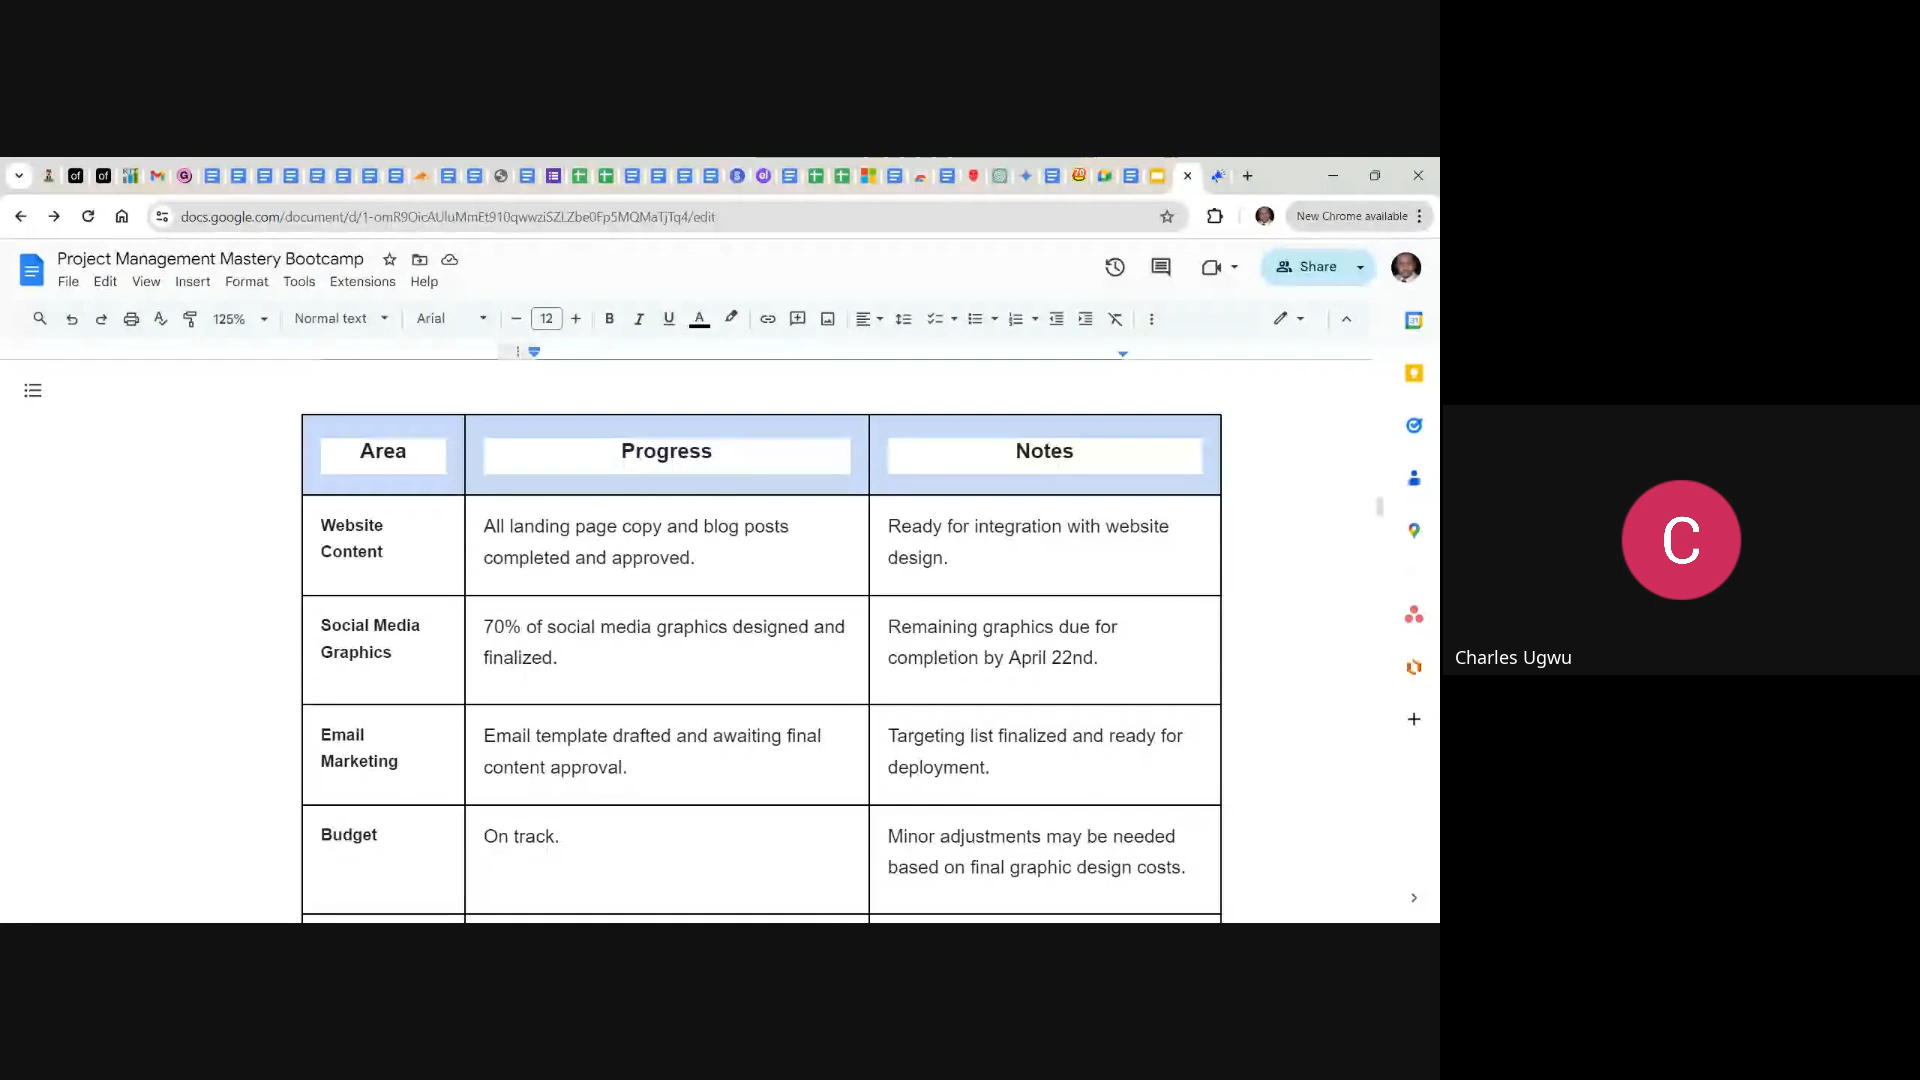 docs.google.com/document/d/1-omR9OicAUluMmEt910qwwziSZLZbe0Fp5MQMaTjTq4/edit
New Chrome available
Project Management Mastery Bootcamp
File Edit View Insert Format Tools Extensions Help
Share
125% Normal text Arial 12
Area Progress Notes
Website
Content
All landing page copy and blog posts
completed and approved.
Ready for integration with website
design.
Social Media
Graphics
70% of social media graphics designed and
finalized.
Remaining graphics due for
completion by April 22nd.
Email
Marketing
Email template drafted and awaiting final
content approval.
Targeting list finalized and ready for
deployment.
Budget
On track.
Minor adjustments may be needed
based on final graphic design costs.
C
Charles Ugwu